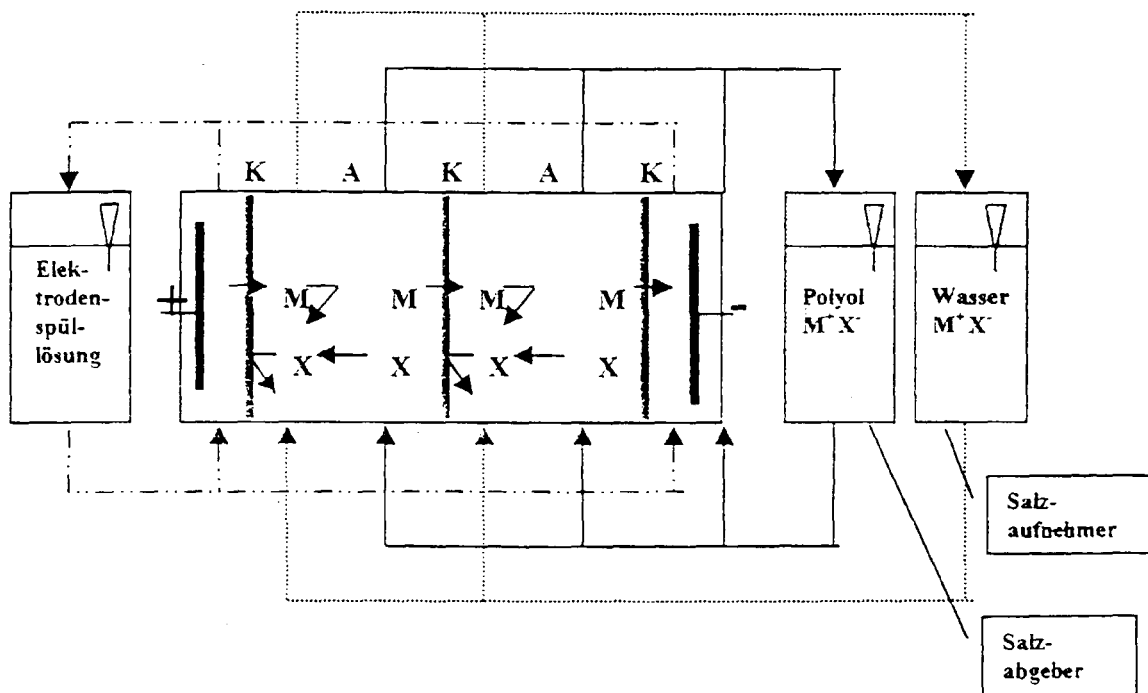 K A K A K
Elek-
troden-
spül-
lösung
+
M M M M
-
X X X X
Polyol
M⁺ X⁻
Wasser
M⁺ X⁻
Salz-
aufnehmer
Salz-
abgeber